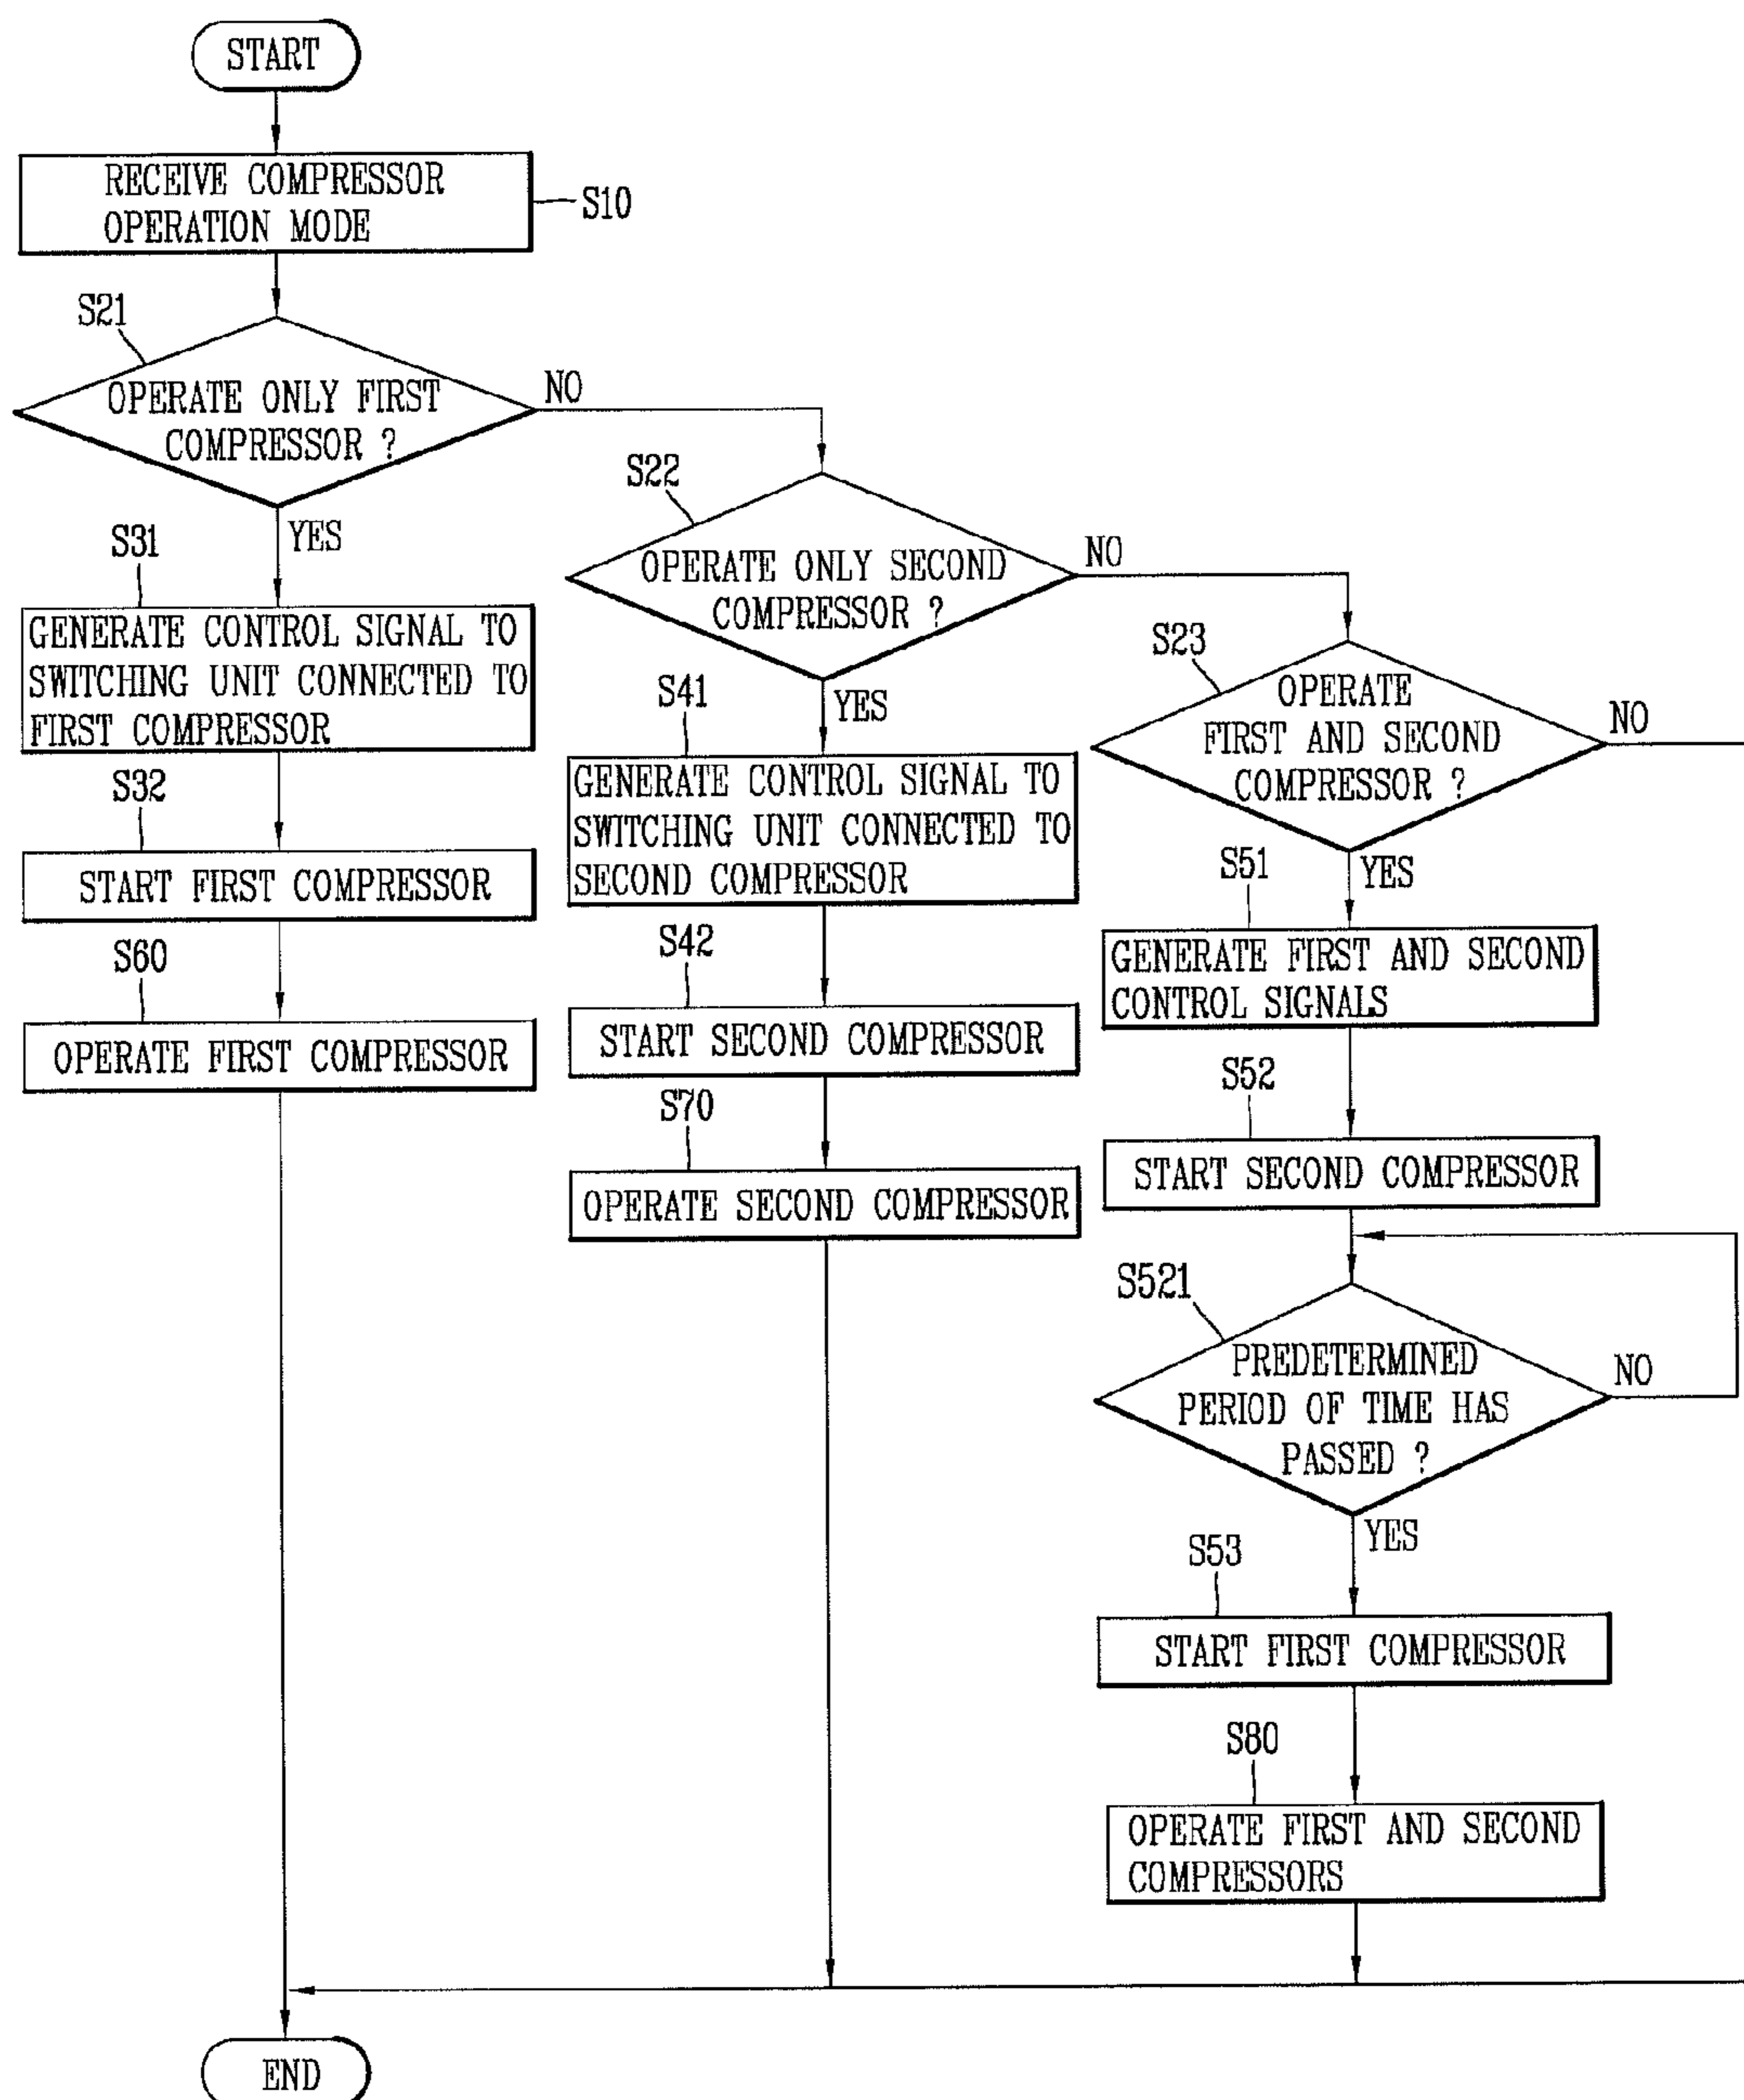 START
RECEIVE COMPRESSOR
OPERATION MODE
S10
S21
OPERATE ONLY FIRST
COMPRESSOR ?
NO
YES
S31
GENERATE CONTROL SIGNAL TO
SWITCHING UNIT CONNECTED TO
FIRST COMPRESSOR
S32
START FIRST COMPRESSOR
S60
OPERATE FIRST COMPRESSOR
S22
OPERATE ONLY SECOND
COMPRESSOR ?
NO
YES
S41
GENERATE CONTROL SIGNAL TO
SWITCHING UNIT CONNECTED TO
SECOND COMPRESSOR
S42
START SECOND COMPRESSOR
S70
OPERATE SECOND COMPRESSOR
S23
OPERATE
FIRST AND SECOND
COMPRESSOR ?
NO
YES
S51
GENERATE FIRST AND SECOND
CONTROL SIGNALS
S52
START SECOND COMPRESSOR
S521
PREDETERMINED
PERIOD OF TIME HAS
PASSED ?
NO
YES
S53
START FIRST COMPRESSOR
S80
OPERATE FIRST AND SECOND
COMPRESSORS
END